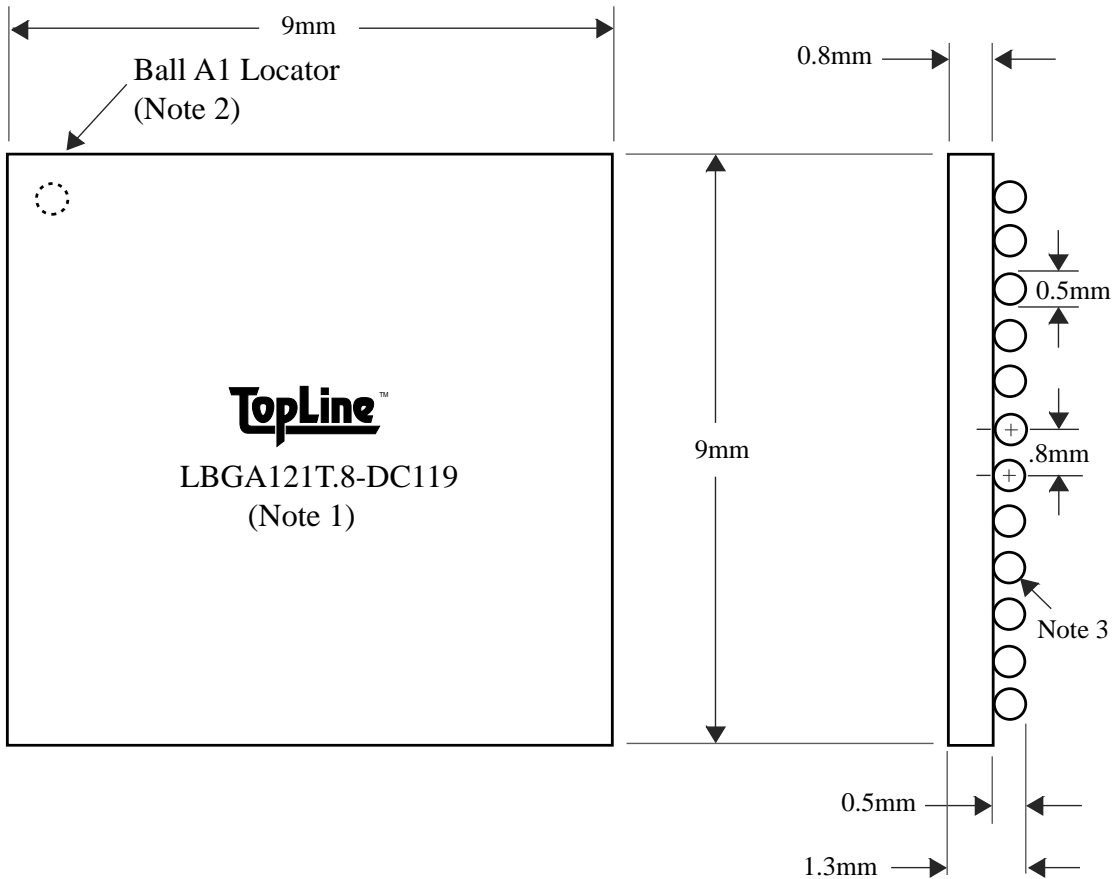 9mm
0.8mm
Ball A1 Locator
(Note 2)
0.5mm
TopLine™
LBGA121T.8-DC119
(Note 1)
9mm
.8mm
Note 3
0.5mm
1.3mm